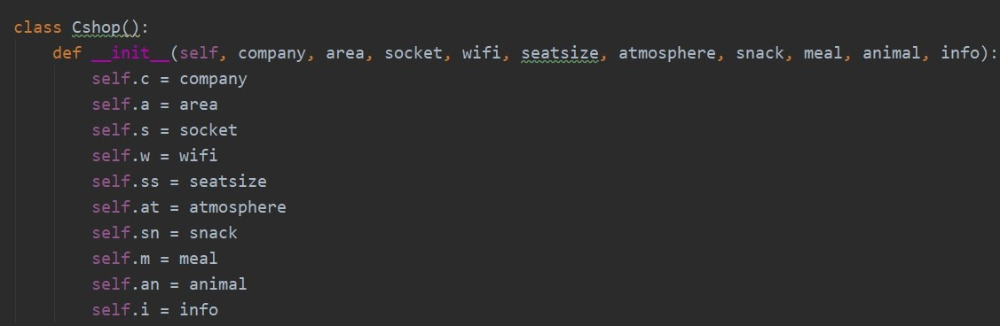 class Cshop():
    def __init__(self, company, area, socket, wifi, seatsize, atmosphere, snack, meal, animal, info):
        self.c = company
        self.a = area
        self.s = socket
        self.w = wifi
        self.ss = seatsize
        self.at = atmosphere
        self.sn = snack
        self.m = meal
        self.an = animal
        self.i = info